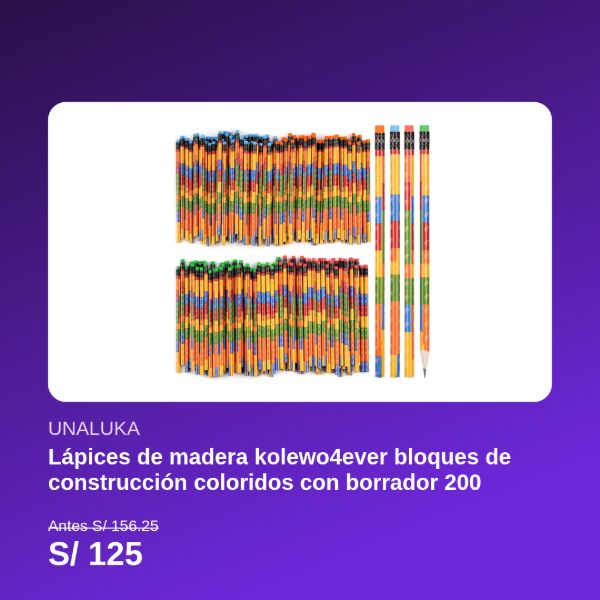 UNALUKA
Lápices de madera kolewo4ever bloques de
construcción coloridos con borrador 200
Antes S/ 156.25
S/ 125